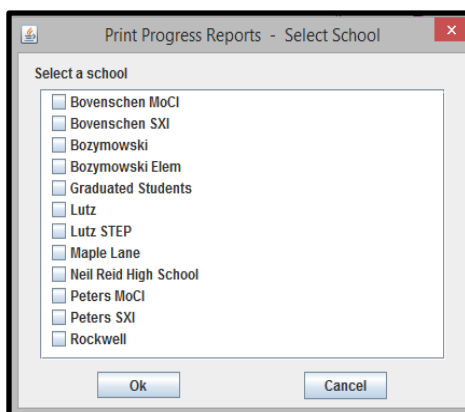 Print Progress Reports - Select School
Select a school
Bovenschen MoCI
Bovenschen SXI
Bozymowski
Bozymowski Elem
Graduated Students
Lutz
Lutz STEP
Maple Lane
Neil Reid High School
Peters MoCI
Peters SXI
Rockwell
Ok Cancel